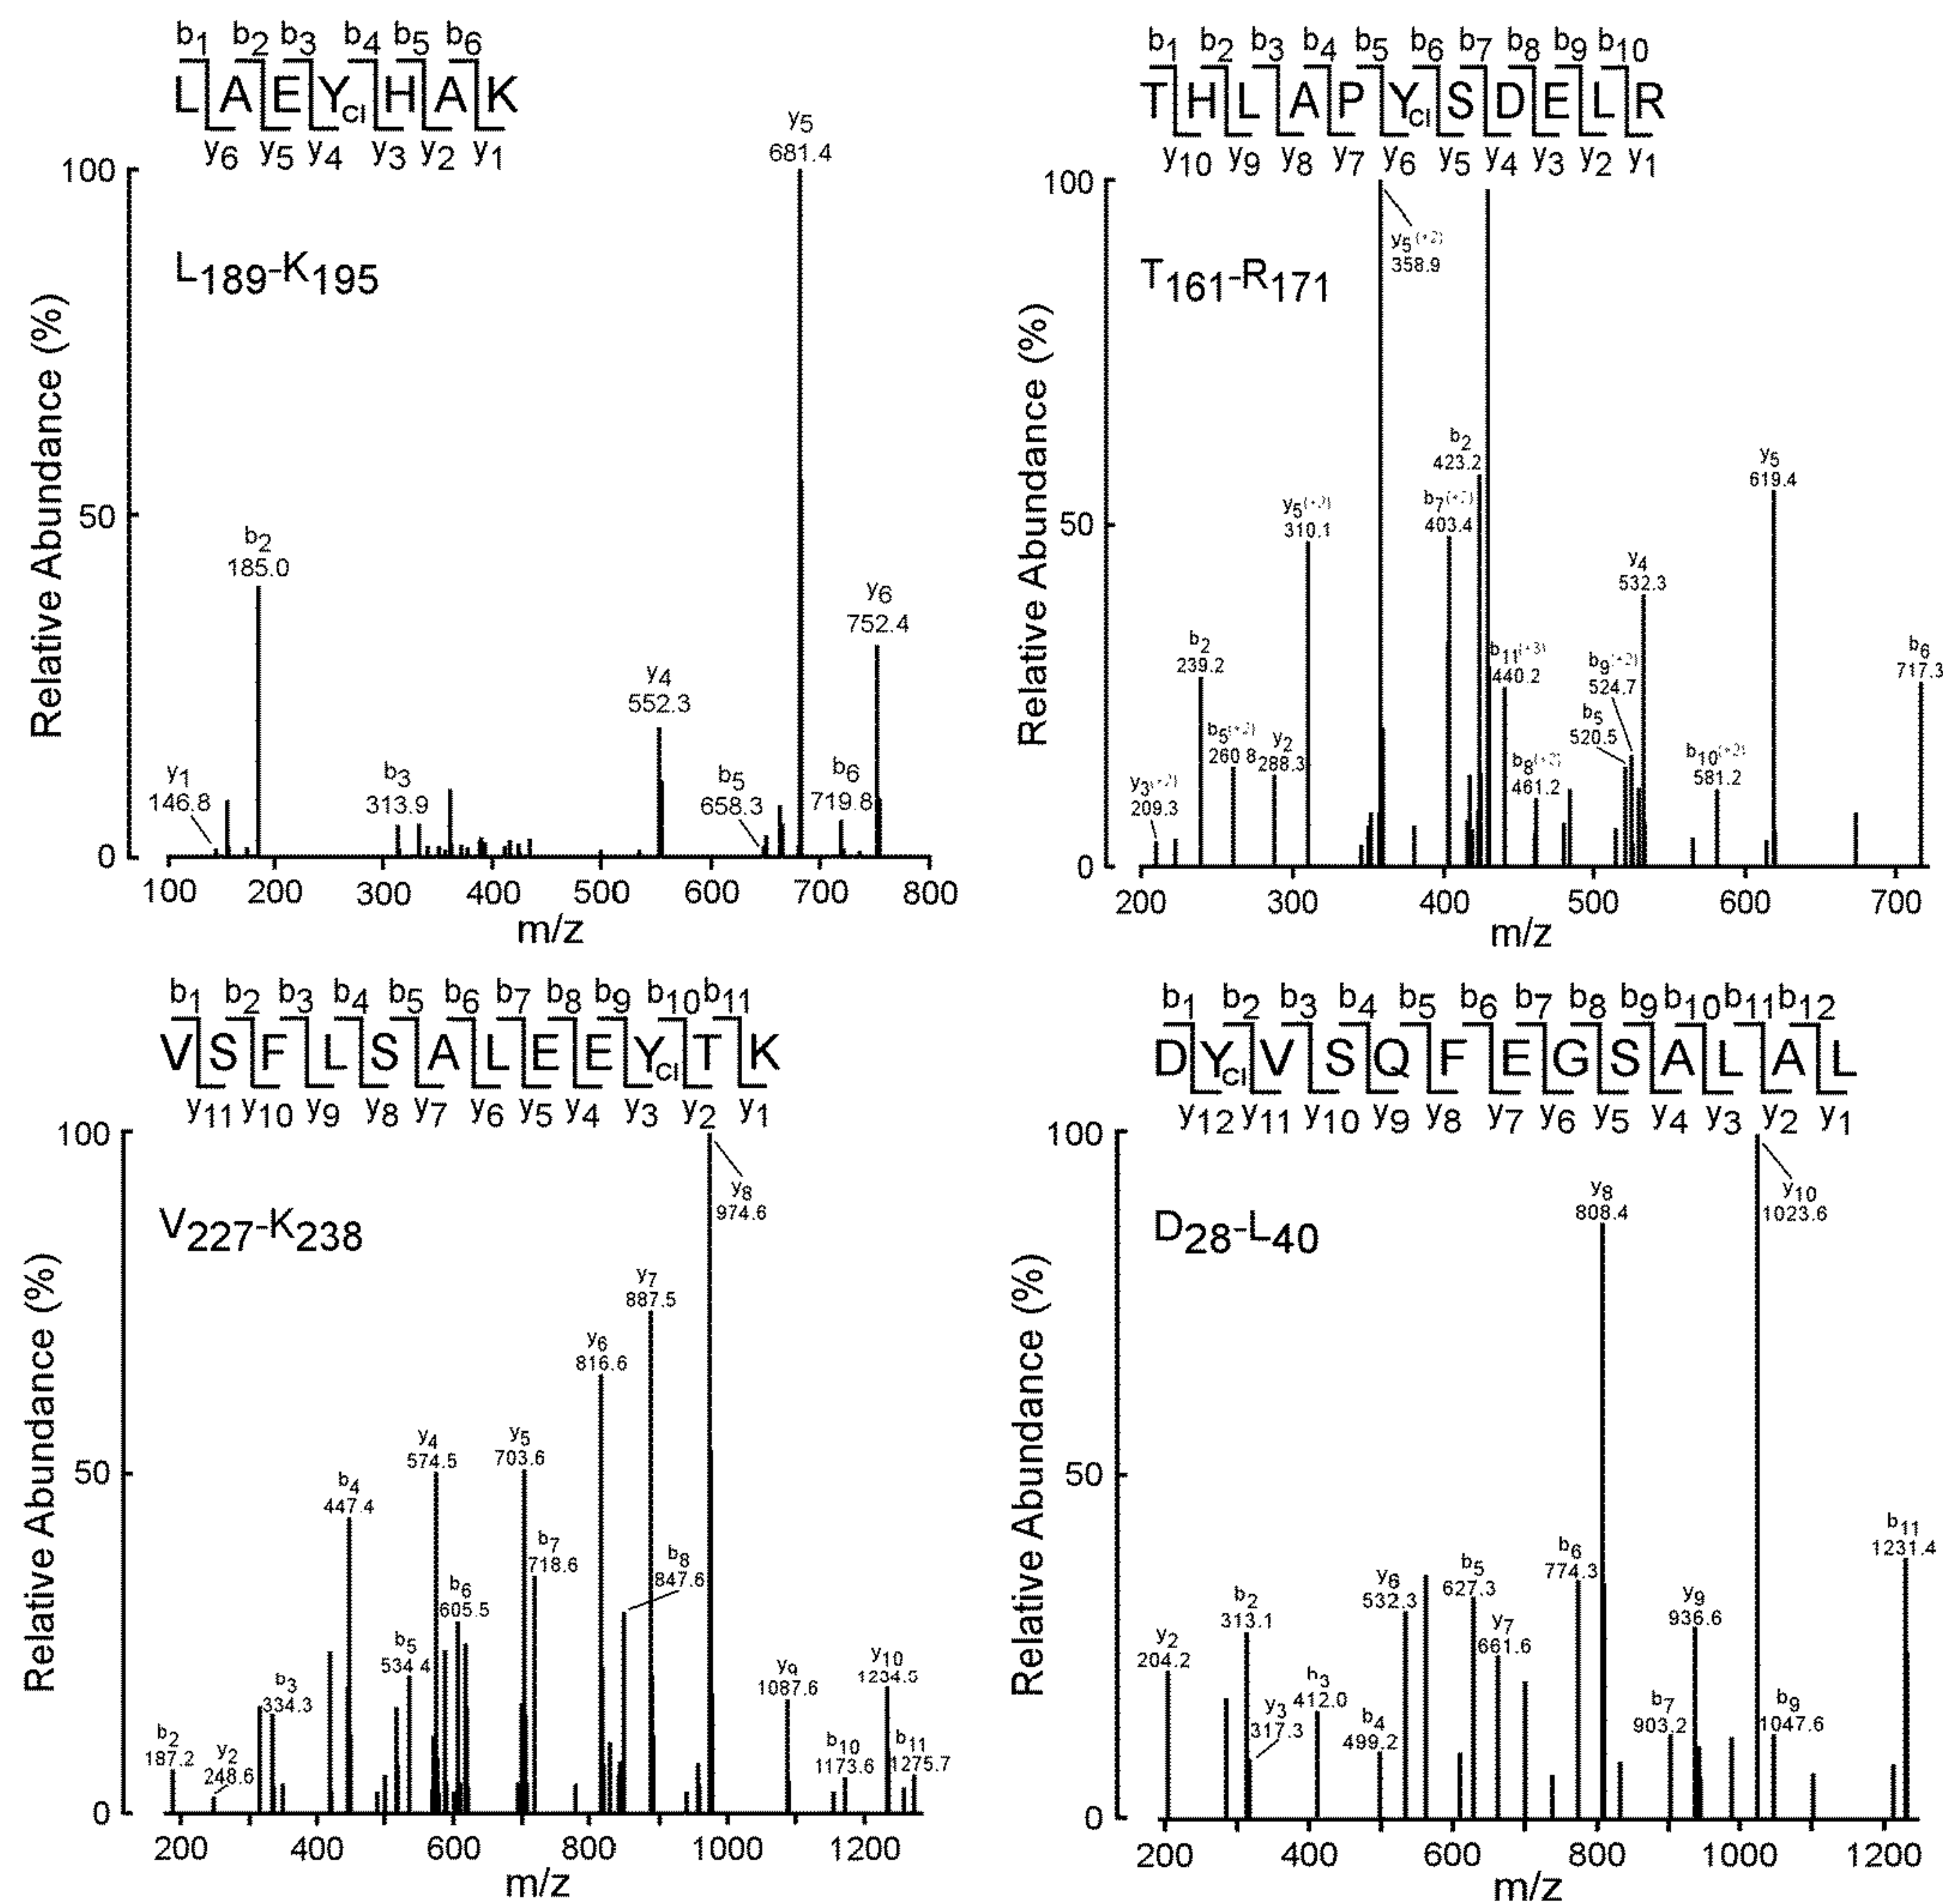 b1 b2 b3 b4 b5 b6
L A E YCl H A K
y6 y5 y4 y3 y2 y1
L189-K195
Relative Abundance (%)
100
50
0
y5
681.4
b2
185.0
y6
752.4
y4
552.3
y1
146.8
b3
313.9
b5
658.3
b6
719.8
100 200 300 400 500 600 700 800
m/z
b1 b2 b3 b4 b5 b6 b7 b8 b9 b10
T H L A P YCl S D E L R
y10 y9 y8 y7 y6 y5 y4 y3 y2 y1
T161-R171
Relative Abundance (%)
100
50
0
y5(+2)
358.9
b2
423.2
y5
619.4
y5(+2)
310.1
b7(+2)
403.4
y4
532.3
b2
239.2
b11(+3)
440.2
b9(+2)
524.7
b6
717.3
b5(+2)
260.8
y2
288.3
b5
520.5
b8(+2)
461.2
b10(+2)
581.2
y3(+2)
209.3
200 300 400 500 600 700
m/z
b1 b2 b3 b4 b5 b6 b7 b8 b9 b10 b11
V S F L S A L E E YCl T K
y11 y10 y9 y8 y7 y6 y5 y4 y3 y2 y1
V227-K238
Relative Abundance (%)
100
50
0
y8
974.6
y7
887.5
y6
816.6
y4
574.5
y5
703.6
b4
447.4
b7
718.6
b8
847.6
b6
605.5
b5
534.4
b3
334.3
y9
1087.6
y10
1234.5
b2
187.2
y2
248.6
b10
1173.6
b11
1275.7
200 400 600 800 1000 1200
m/z
b1 b2 b3 b4 b5 b6 b7 b8 b9 b10 b11 b12
D YCl V S Q F E G S A L A L
y12 y11 y10 y9 y8 y7 y6 y5 y4 y3 y2 y1
D28-L40
Relative Abundance (%)
100
50
0
y8
808.4
y10
1023.6
b11
1231.4
b6
774.3
y6
532.3
b5
627.3
b2
313.1
y9
936.6
y7
661.6
y2
204.2
y3
317.3
b3
412.0
b4
499.2
b7
903.2
b9
1047.6
200 400 600 800 1000 1200
m/z